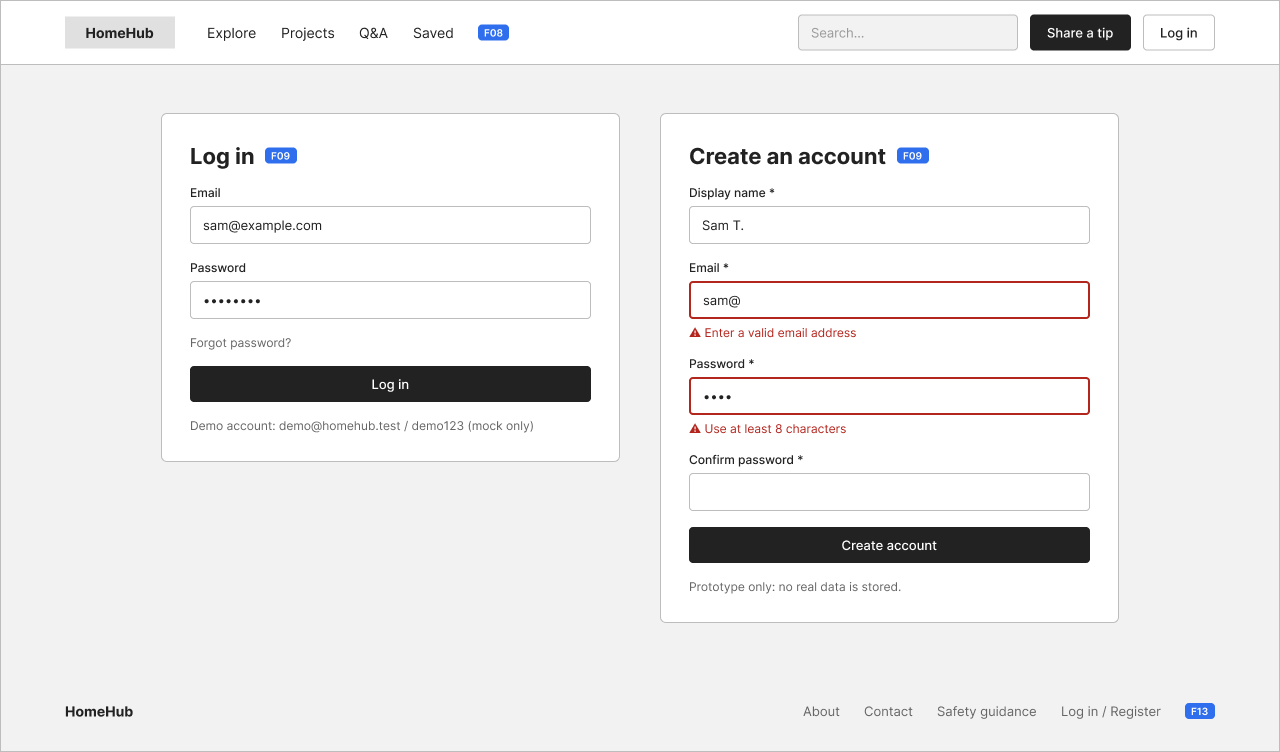 HomeHub Explore Projects Q&A Saved F08 Search... Share a tip Log in
Log in F09
Email
sam@example.com
Password
••••••••
Forgot password?
Log in
Demo account: demo@homehub.test / demo123 (mock only)
Create an account F09
Display name *
Sam T.
Email *
sam@
⚠ Enter a valid email address
Password *
••••
⚠ Use at least 8 characters
Confirm password *
Create account
Prototype only: no real data is stored.
HomeHub About Contact Safety guidance Log in / Register F13